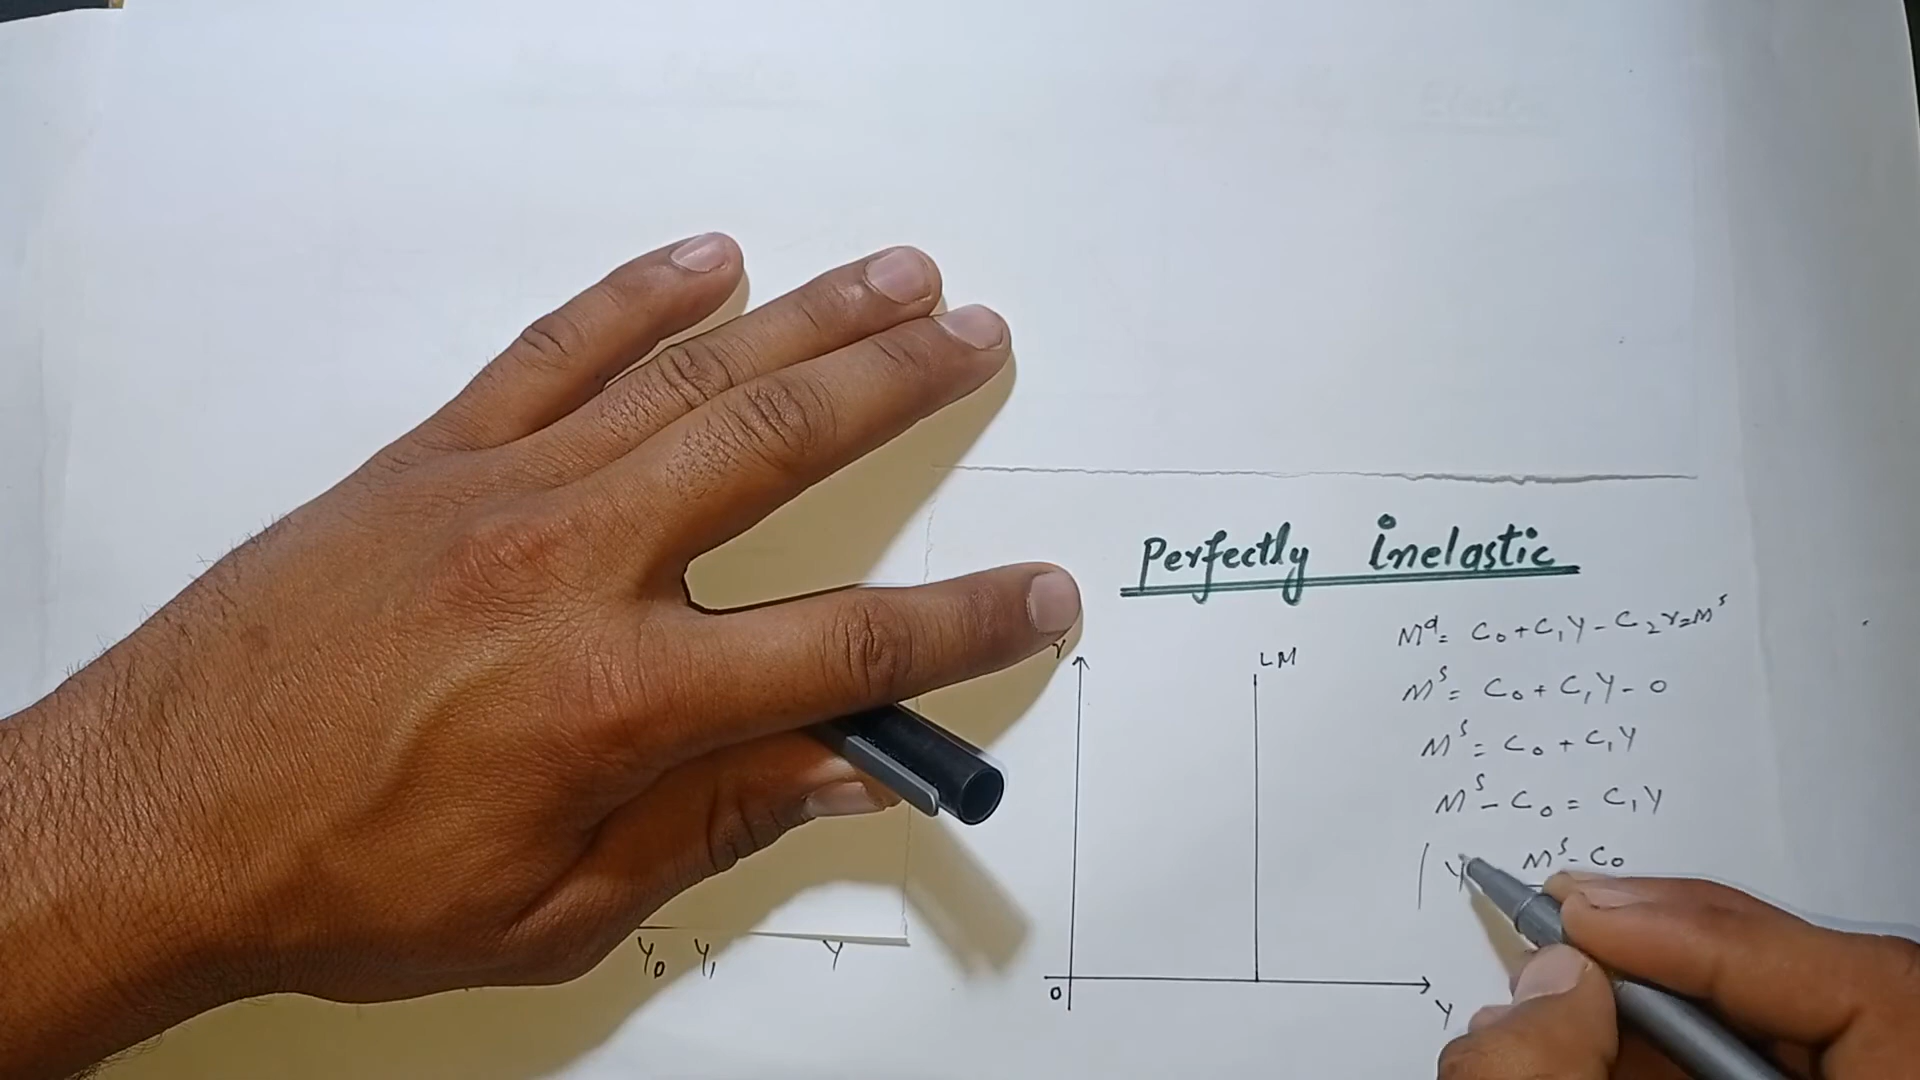 Perfectly inelastic
Mᵈ= C₀+C₁Y-C₂r=Mˢ
r
LM
Mˢ= C₀+C₁Y-0
Mˢ= C₀+C₁Y
Mˢ-C₀= C₁Y
Y Mˢ-C₀
Y₀ Y₁ Y
0
Y